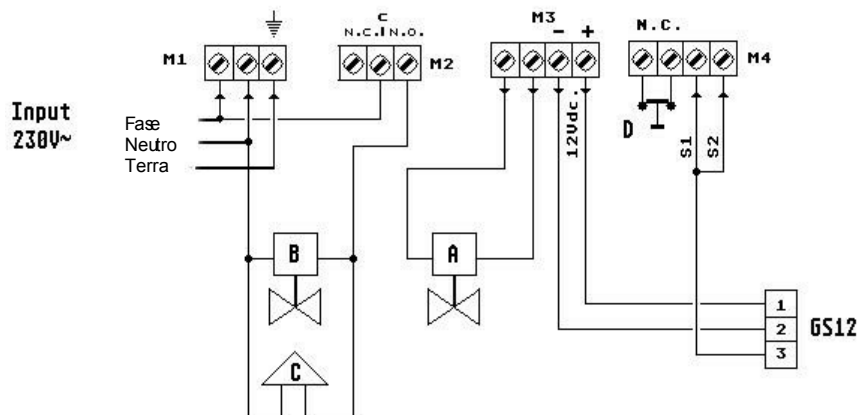 C
N.C. N.O.
M1
M2
M3
- +
N.C.
M4
Input
230V~
Fase
Neutro
Terra
12Vdc.
D
S1
S2
B
A
C
1
2
3
GS12